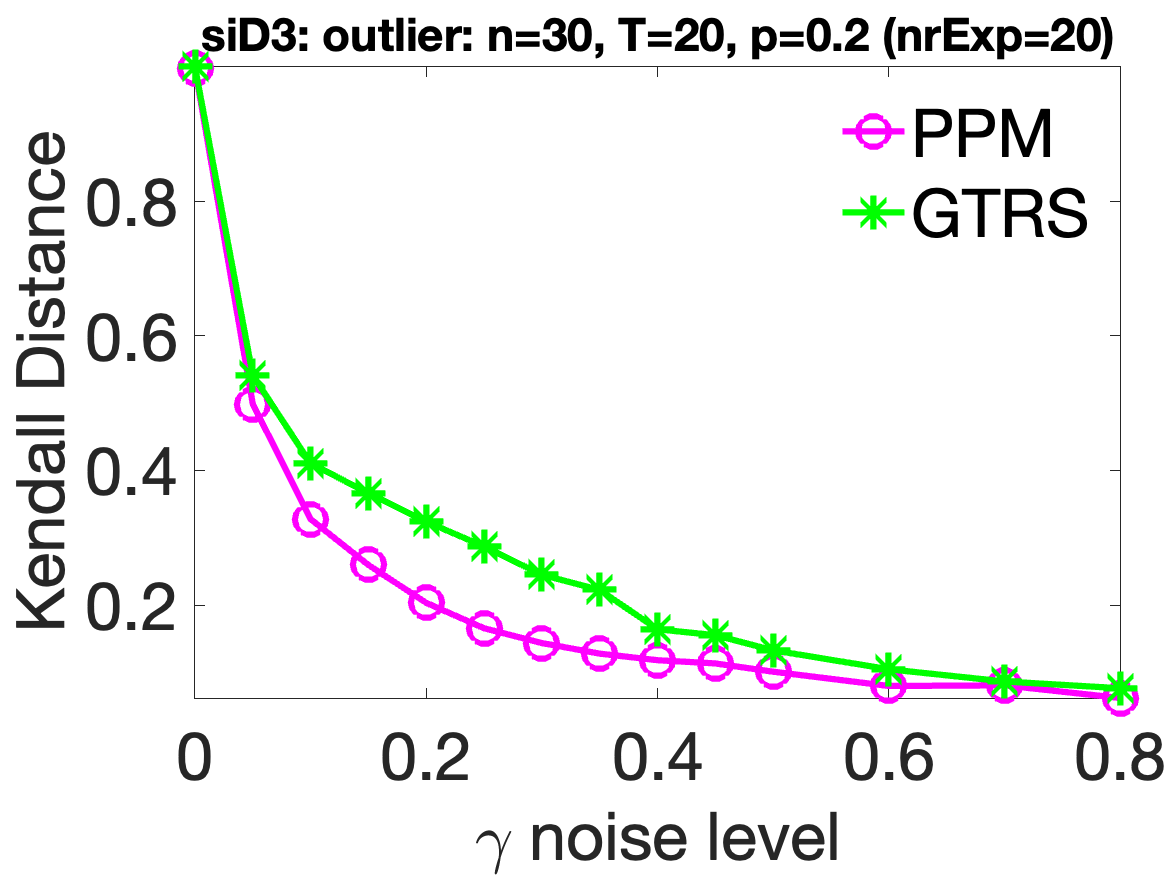 siD3: outlier: n=30, T=20, p=0.2 (nrExp=20)
PPM
GTRS
Kendall Distance
0.8
0.6
0.4
0.2
0
0.2
0.4
0.6
0.8
γ noise level